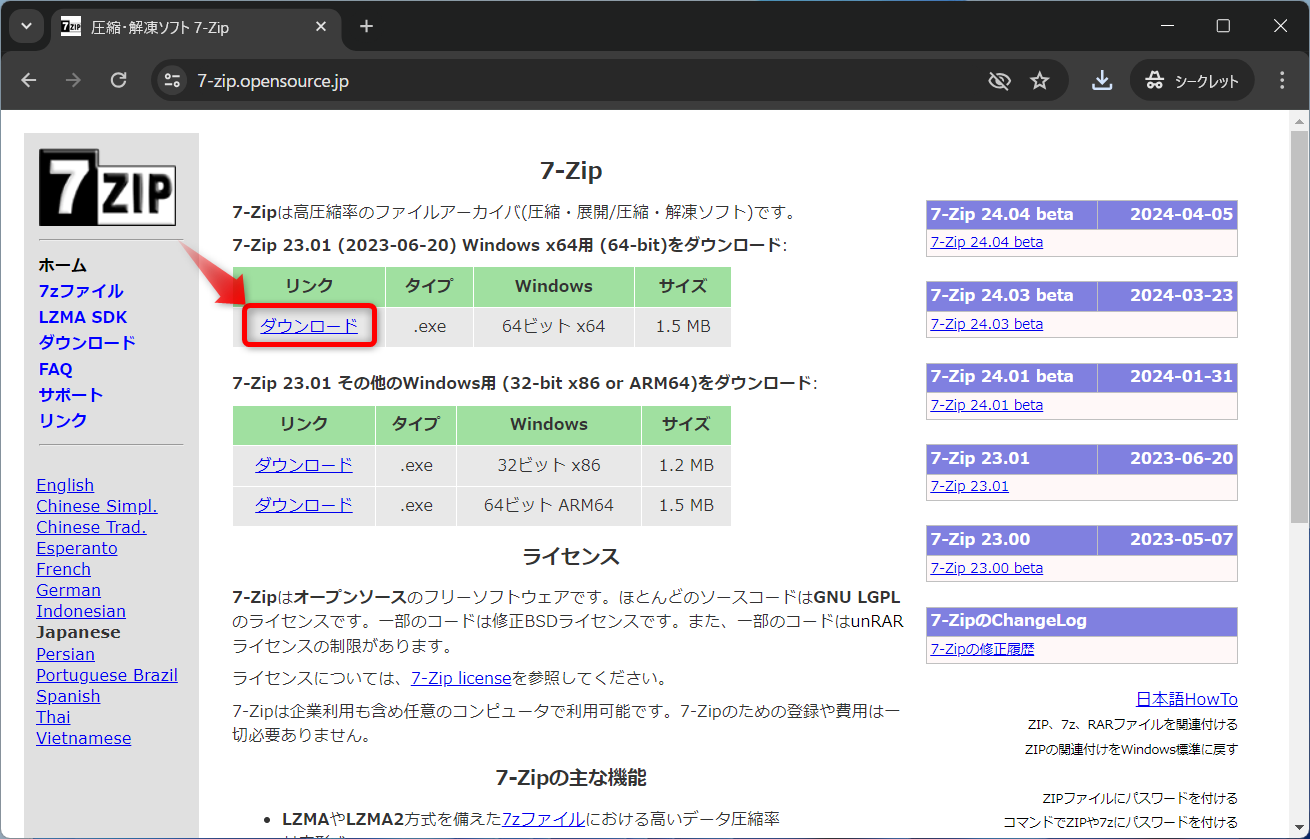 圧縮・解凍ソフト 7-Zip
7-zip.opensource.jp
シークレット
7ZIP
ホーム
7zファイル
LZMA SDK
ダウンロード
FAQ
サポート
リンク
English
Chinese Simpl.
Chinese Trad.
Esperanto
French
German
Indonesian
Japanese
Persian
Portuguese Brazil
Spanish
Thai
Vietnamese
7-Zip
7-Zipは高圧縮率のファイルアーカイバ(圧縮・展開/圧縮・解凍ソフト)です。
7-Zip 23.01 (2023-06-20) Windows x64用 (64-bit)をダウンロード:
リンク タイプ Windows サイズ
ダウンロード .exe 64ビット x64 1.5 MB
7-Zip 23.01 その他のWindows用 (32-bit x86 or ARM64)をダウンロード:
リンク タイプ Windows サイズ
ダウンロード .exe 32ビット x86 1.2 MB
ダウンロード .exe 64ビット ARM64 1.5 MB
ライセンス
7-Zipはオープンソースのフリーソフトウェアです。ほとんどのソースコードはGNU LGPL
のライセンスです。一部のコードは修正BSDライセンスです。また、一部のコードはunRAR
ライセンスの制限があります。
ライセンスについては、7-Zip licenseを参照してください。
7-Zipは企業利用も含め任意のコンピュータで利用可能です。7-Zipのための登録や費用は一
切必要ありません。
7-Zipの主な機能
• LZMAやLZMA2方式を備えた7zファイルにおける高いデータ圧縮率
7-Zip 24.04 beta 2024-04-05
7-Zip 24.04 beta
7-Zip 24.03 beta 2024-03-23
7-Zip 24.03 beta
7-Zip 24.01 beta 2024-01-31
7-Zip 24.01 beta
7-Zip 23.01 2023-06-20
7-Zip 23.01
7-Zip 23.00 2023-05-07
7-Zip 23.00 beta
7-ZipのChangeLog
7-Zipの修正履歴
日本語HowTo
ZIP、7z、RARファイルを関連付ける
ZIPの関連付けをWindows標準に戻す
ZIPファイルにパスワードを付ける
コマンドでZIPや7zにパスワードを付ける